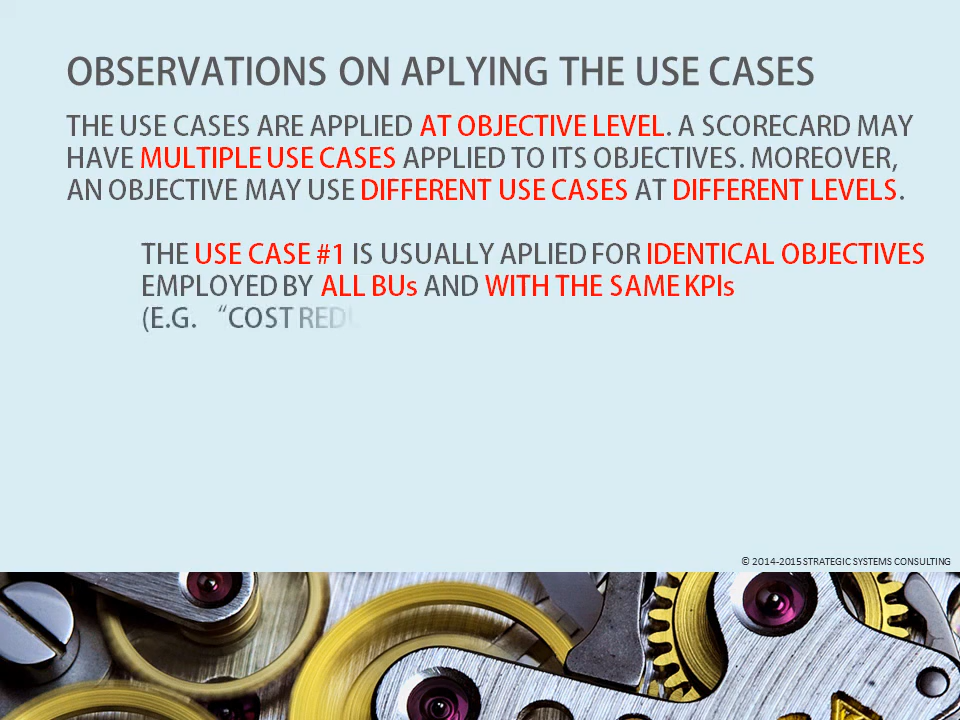 OBSERVATIONS ON APLYING THE USE CASES
THE USE CASES ARE APPLIED AT OBJECTIVE LEVEL. A SCORECARD MAY
HAVE MULTIPLE USE CASES APPLIED TO ITS OBJECTIVES. MOREOVER,
AN OBJECTIVE MAY USE DIFFERENT USE CASES AT DIFFERENT LEVELS.
THE USE CASE #1 IS USUALLY APLIED FOR IDENTICAL OBJECTIVES
EMPLOYED BY ALL BUs AND WITH THE SAME KPIs
(E.G. “COST REDU
© 2014-2015 STRATEGIC SYSTEMS CONSULTING